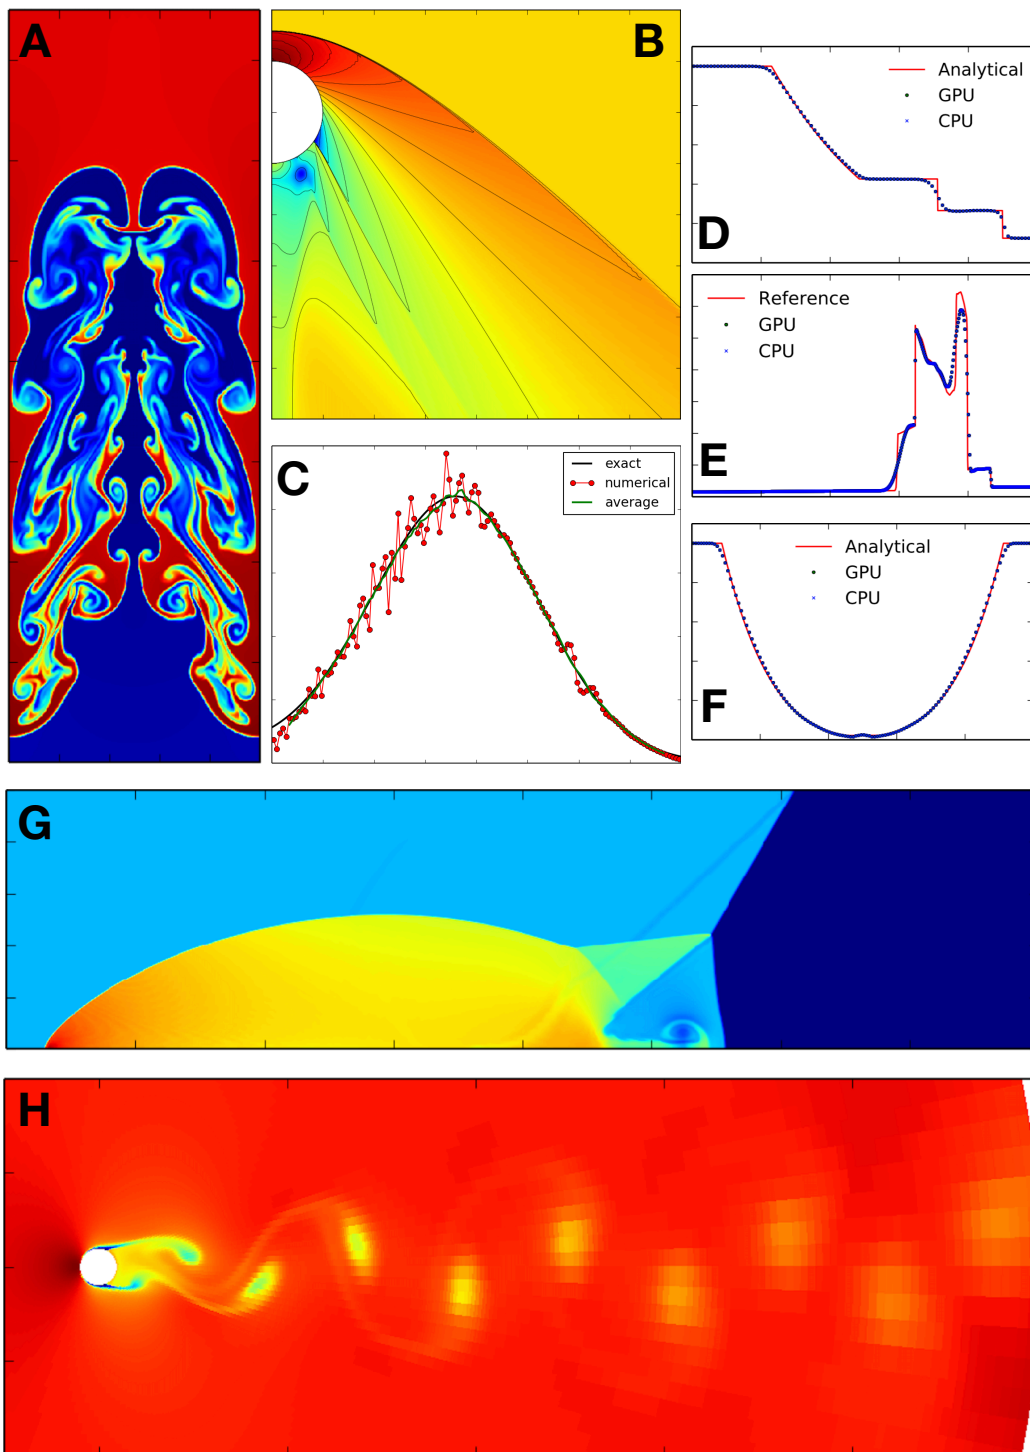 A
B
C
exact
numerical
average
D
Analytical
GPU
CPU
E
Reference
GPU
CPU
F
Analytical
GPU
CPU
G
H